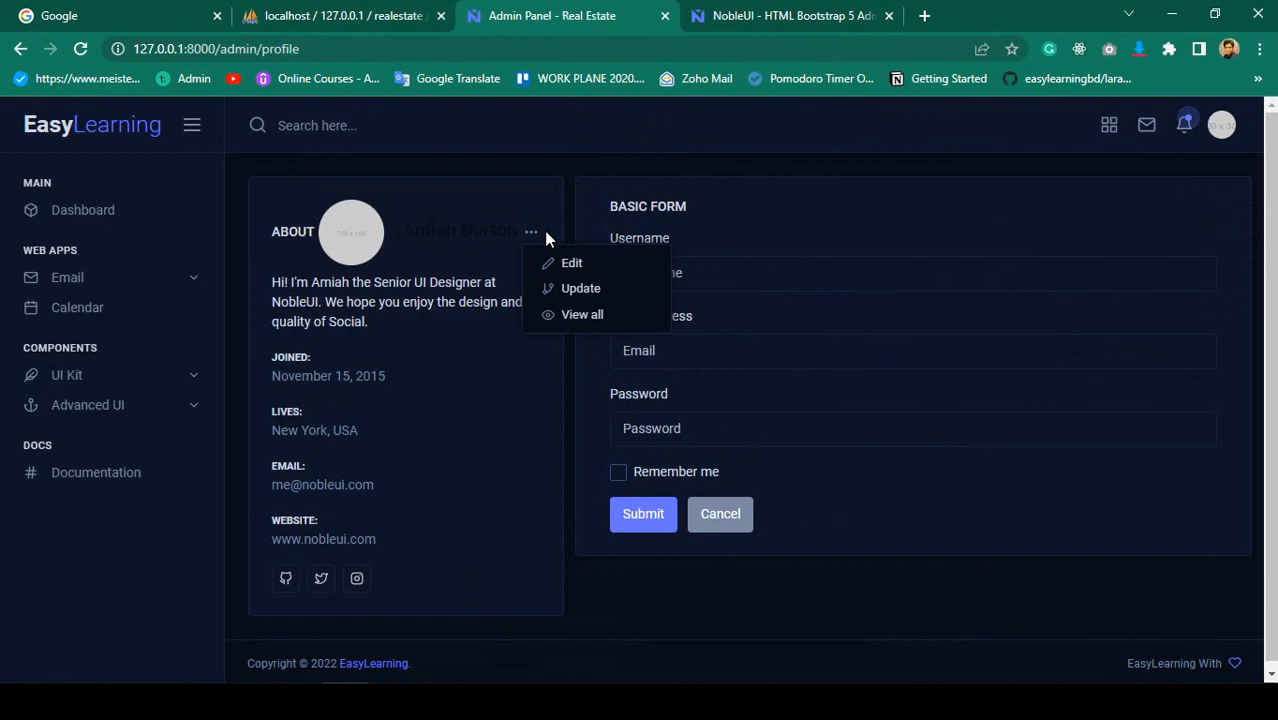 Google
localhost / 127.0.0.1 / realestate /
Admin Panel - Real Estate
NobleUI - HTML Bootstrap 5 Adm
127.0.0.1:8000/admin/profile
https://www.meiste...
Admin
Online Courses - A...
Google Translate
WORK PLANE 2020....
Zoho Mail
Pomodoro Timer O...
Getting Started
easylearningbd/lara...
EasyLearning
Search here...
MAIN
Dashboard
WEB APPS
Email
Calendar
COMPONENTS
UI Kit
Advanced UI
DOCS
Documentation
ABOUT
100 x 100
Amiah Burton
Hi! I'm Amiah the Senior UI Designer at
NobleUI. We hope you enjoy the design and
quality of Social.
JOINED:
November 15, 2015
LIVES:
New York, USA
EMAIL:
me@nobleui.com
WEBSITE:
www.nobleui.com
Edit
Update
View all
BASIC FORM
Username
Email
Password
Password
Remember me
Submit
Cancel
Copyright © 2022 EasyLearning.
EasyLearning With